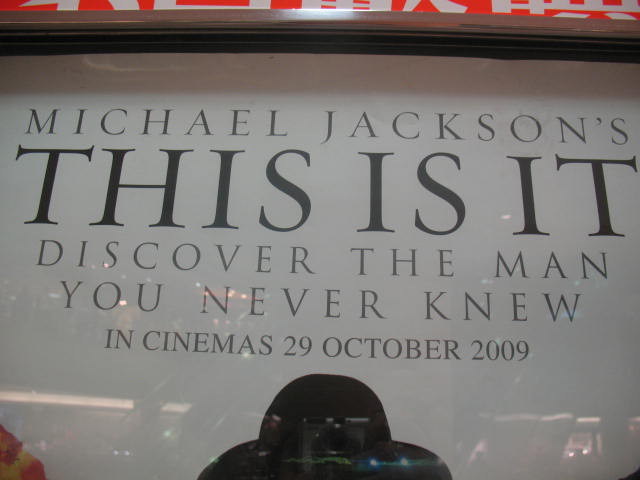 MICHAEL JACKSON'S
THIS IS IT
DISCOVER THE MAN
YOU NEVER KNEW
IN CINEMAS 29 OCTOBER 2009